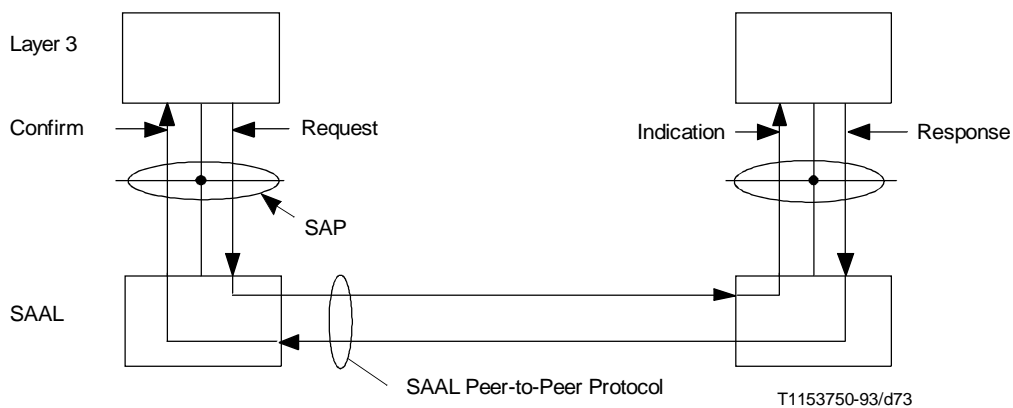 Layer 3
Confirm
Request
Indication
Response
SAP
SAAL
SAAL Peer-to-Peer Protocol
T1153750-93/d73